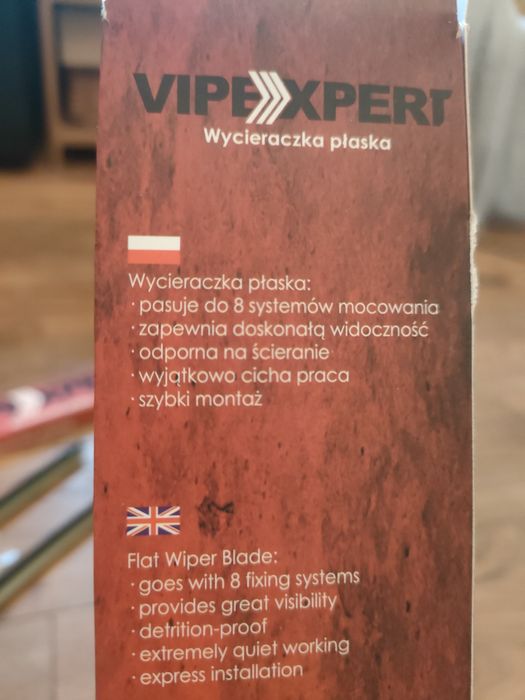 VIPEXPERT
Wycieraczka płaska
Wycieraczka płaska:
· pasuje do 8 systemów mocowania
· zapewnia doskonałą widoczność
· odporna na ścieranie
· wyjątkowo cicha praca
· szybki montaż
Flat Wiper Blade:
· goes with 8 fixing systems
· provides great visibility
· detrition-proof
· extremely quiet working
· express installation